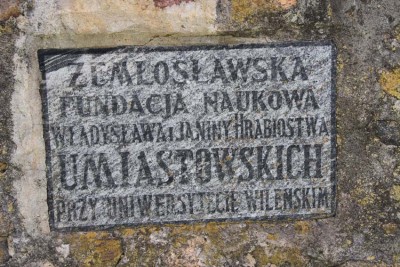 ZEMŁOSŁAWSKA
FUNDACJA NAUKOWA
WŁADYSŁAWA I JANINY HRABIOSTWA
UMIASTOWSKICH
PRZY UNIWERSYTECIE WILEŃSKIM